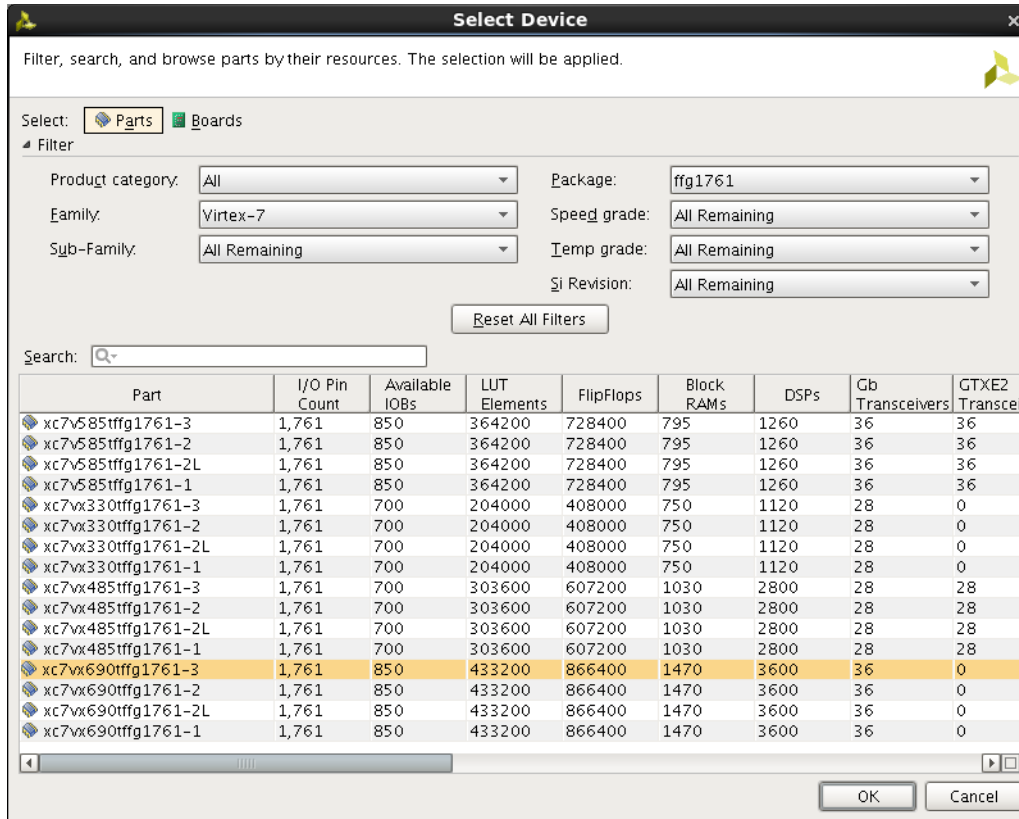 Select Device
Filter, search, and browse parts by their resources. The selection will be applied.
Select: Parts Boards
Filter
Product category: All Package: ffg1761
Family: Virtex-7 Speed grade: All Remaining
Sub-Family: All Remaining Temp grade: All Remaining
Si Revision: All Remaining
Reset All Filters
Search:
Part I/O Pin Count Available IOBs LUT Elements FlipFlops Block RAMs DSPs Gb Transceivers GTXE2 Transcei
xc7v585tffg1761-3 1,761 850 364200 728400 795 1260 36 36
xc7v585tffg1761-2 1,761 850 364200 728400 795 1260 36 36
xc7v585tffg1761-2L 1,761 850 364200 728400 795 1260 36 36
xc7v585tffg1761-1 1,761 850 364200 728400 795 1260 36 36
xc7vx330tffg1761-3 1,761 700 204000 408000 750 1120 28 0
xc7vx330tffg1761-2 1,761 700 204000 408000 750 1120 28 0
xc7vx330tffg1761-2L 1,761 700 204000 408000 750 1120 28 0
xc7vx330tffg1761-1 1,761 700 204000 408000 750 1120 28 0
xc7vx485tffg1761-3 1,761 700 303600 607200 1030 2800 28 28
xc7vx485tffg1761-2 1,761 700 303600 607200 1030 2800 28 28
xc7vx485tffg1761-2L 1,761 700 303600 607200 1030 2800 28 28
xc7vx485tffg1761-1 1,761 700 303600 607200 1030 2800 28 28
xc7vx690tffg1761-3 1,761 850 433200 866400 1470 3600 36 0
xc7vx690tffg1761-2 1,761 850 433200 866400 1470 3600 36 0
xc7vx690tffg1761-2L 1,761 850 433200 866400 1470 3600 36 0
xc7vx690tffg1761-1 1,761 850 433200 866400 1470 3600 36 0
OK Cancel